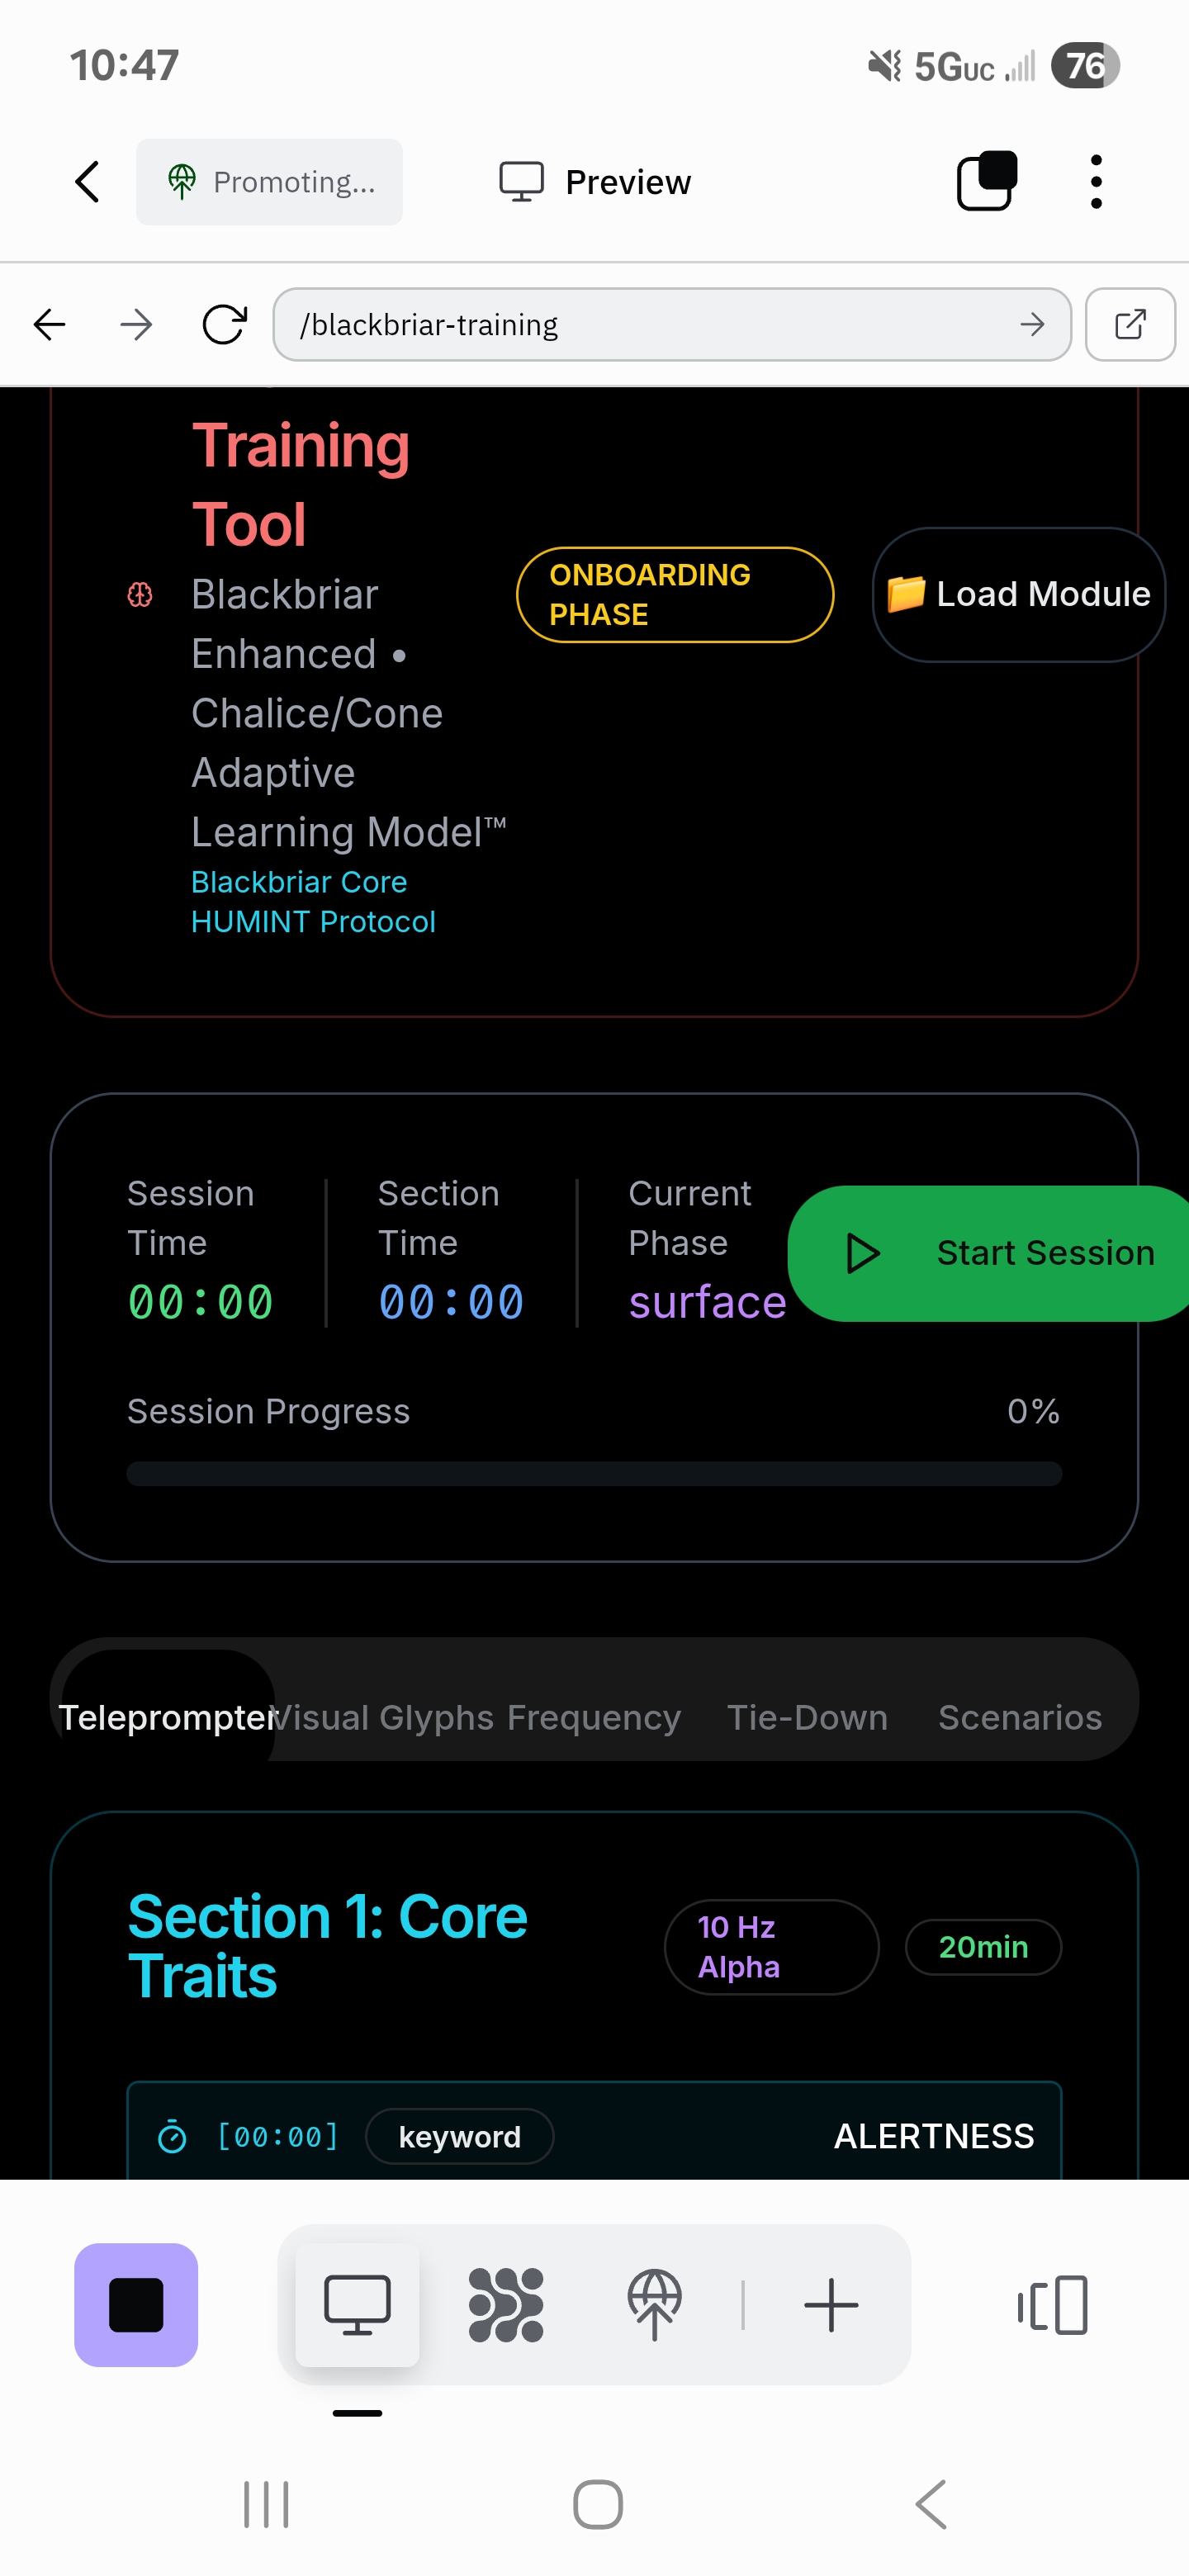 10:47
5GUC
76
Promoting...
Preview
/blackbriar-training
Training
Tool
Blackbriar
Enhanced •
Chalice/Cone
Adaptive
Learning Model™
Blackbriar Core
HUMINT Protocol
ONBOARDING
PHASE
📁 Load Module
Session
Time
00:00
Section
Time
00:00
Current
Phase
surface
Start Session
Session Progress
0%
Teleprompter
Visual Glyphs
Frequency
Tie-Down
Scenarios
Section 1: Core
Traits
10 Hz
Alpha
20min
[00:00]
keyword
ALERTNESS